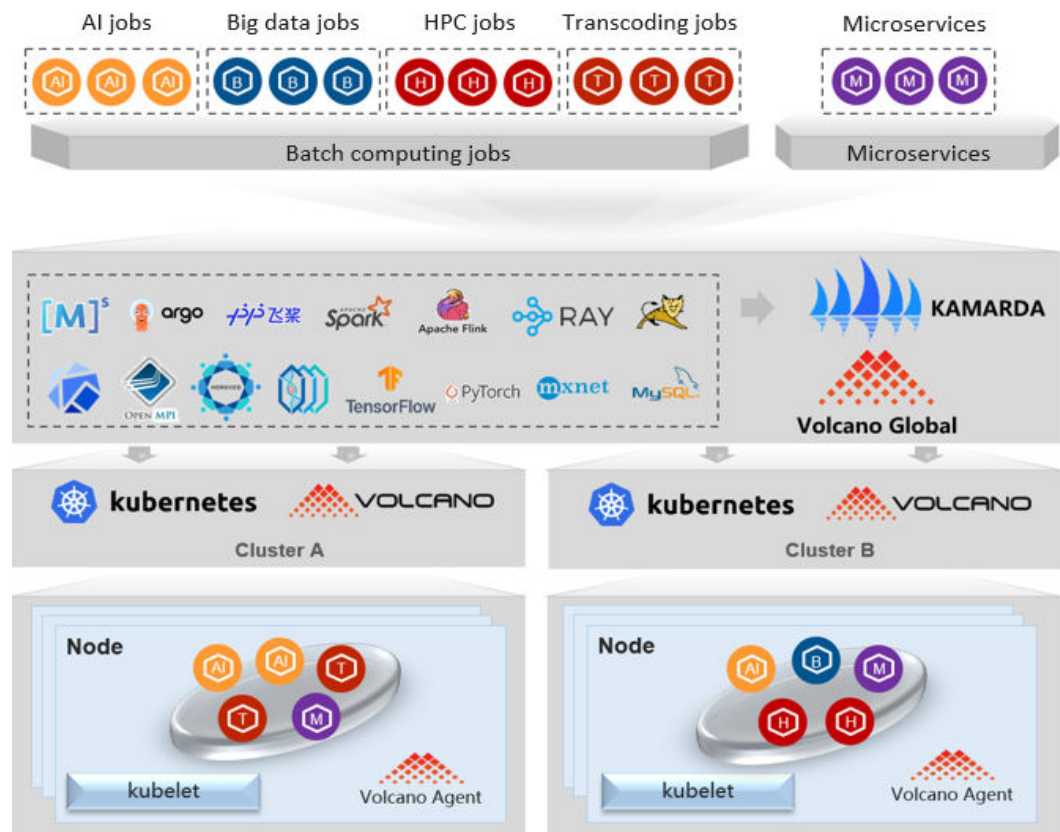 AI jobs
Big data jobs
HPC jobs
Transcoding jobs
Microservices
AI AI AI
B B B
H H H
T T T
M M M
Batch computing jobs
Microservices
[M]s
argo
飞桨
APACHE Spark
Apache Flink
RAY
KAMARDA
OPEN MPI
HOROVOD
TensorFlow
PyTorch
mxnet
MySQL
Volcano Global
kubernetes
VOLCANO
Cluster A
kubernetes
VOLCANO
Cluster B
Node
AI AI T
T M
kubelet
Volcano Agent
Node
AI B M
H H
kubelet
Volcano Agent